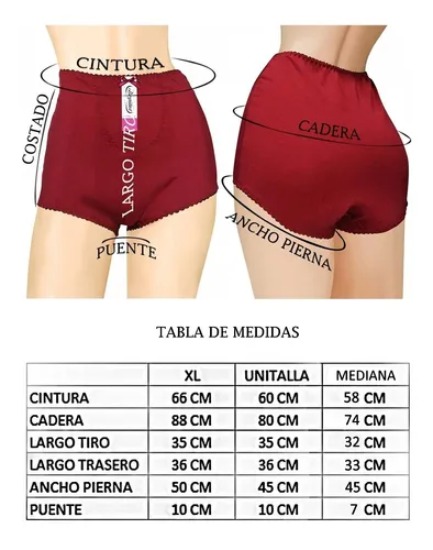 CINTURA
COSTADO
LARGO TIRO
PUENTE
CADERA
ANCHO PIERNA
TABLA DE MEDIDAS
XL UNITALLA MEDIANA
CINTURA 66 CM 60 CM 58 CM
CADERA 88 CM 80 CM 74 CM
LARGO TIRO 35 CM 35 CM 32 CM
LARGO TRASERO 36 CM 36 CM 33 CM
ANCHO PIERNA 50 CM 45 CM 45 CM
PUENTE 10 CM 10 CM 7 CM